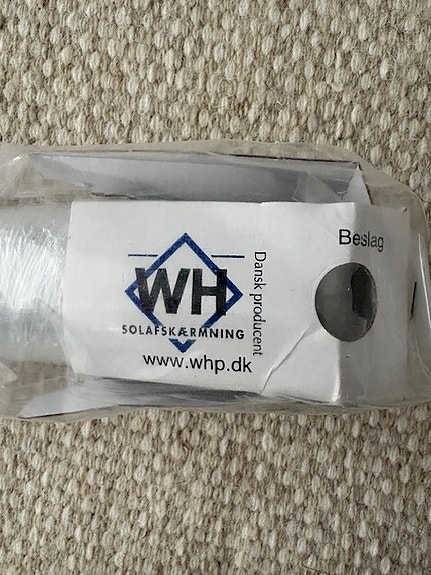 Beslag
WH
SOLAFSKÆRMNING
www.whp.dk
Dansk producent